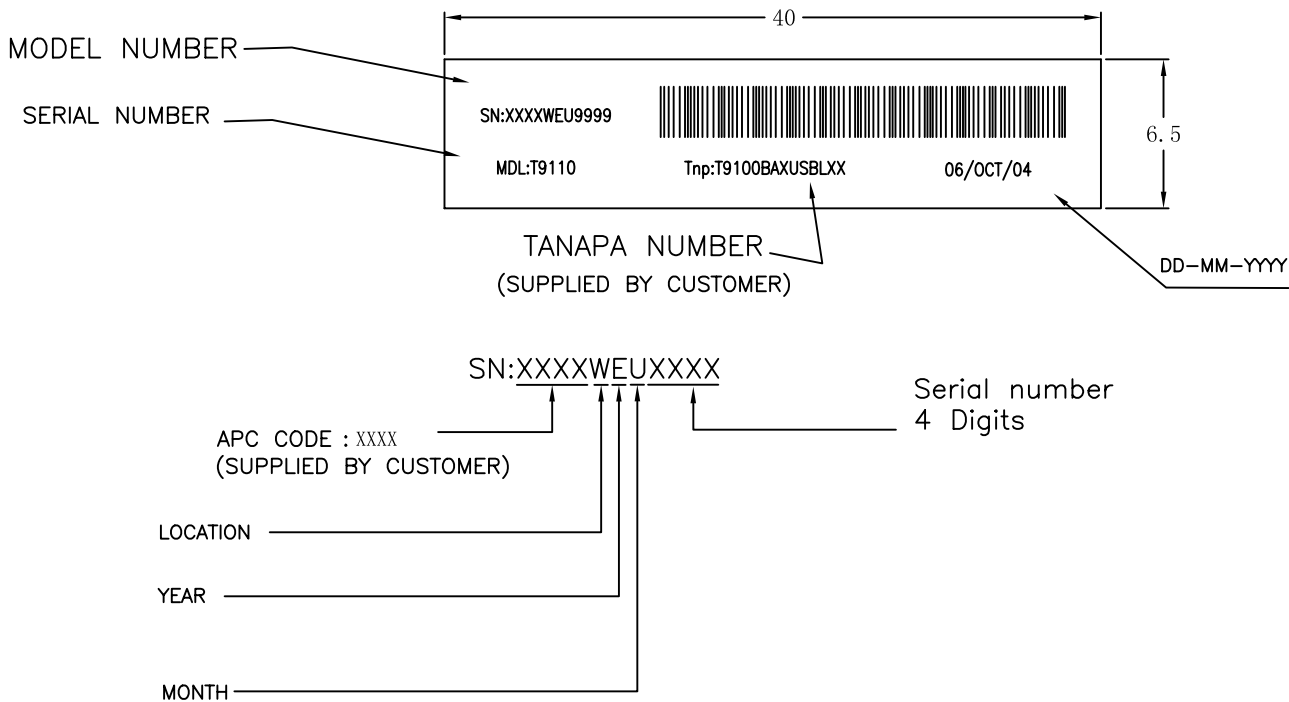 40
MODEL NUMBER
SERIAL NUMBER
SN:XXXXWEU9999
6.5
MDL:T9110 Tnp:T9100BAXUSBLXX 06/OCT/04
TANAPA NUMBER
(SUPPLIED BY CUSTOMER)
DD-MM-YYYY
SN:XXXXWEUXXXX
Serial number
4 Digits
APC CODE : XXXX
(SUPPLIED BY CUSTOMER)
LOCATION
YEAR
MONTH